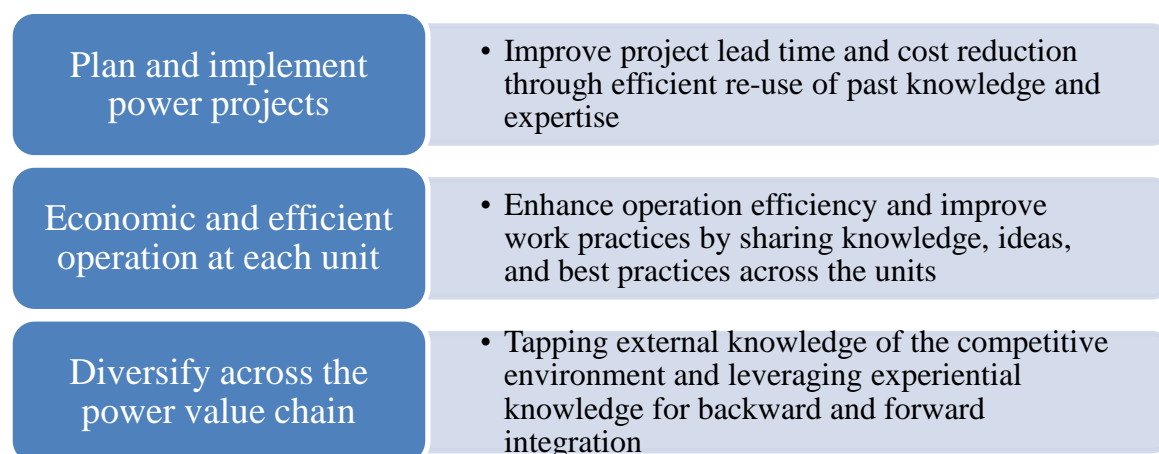 Plan and implement
power projects
• Improve project lead time and cost reduction
through efficient re-use of past knowledge and
expertise
Economic and efficient
operation at each unit
• Enhance operation efficiency and improve
work practices by sharing knowledge, ideas,
and best practices across the units
Diversify across the
power value chain
• Tapping external knowledge of the competitive
environment and leveraging experiential
knowledge for backward and forward
integration